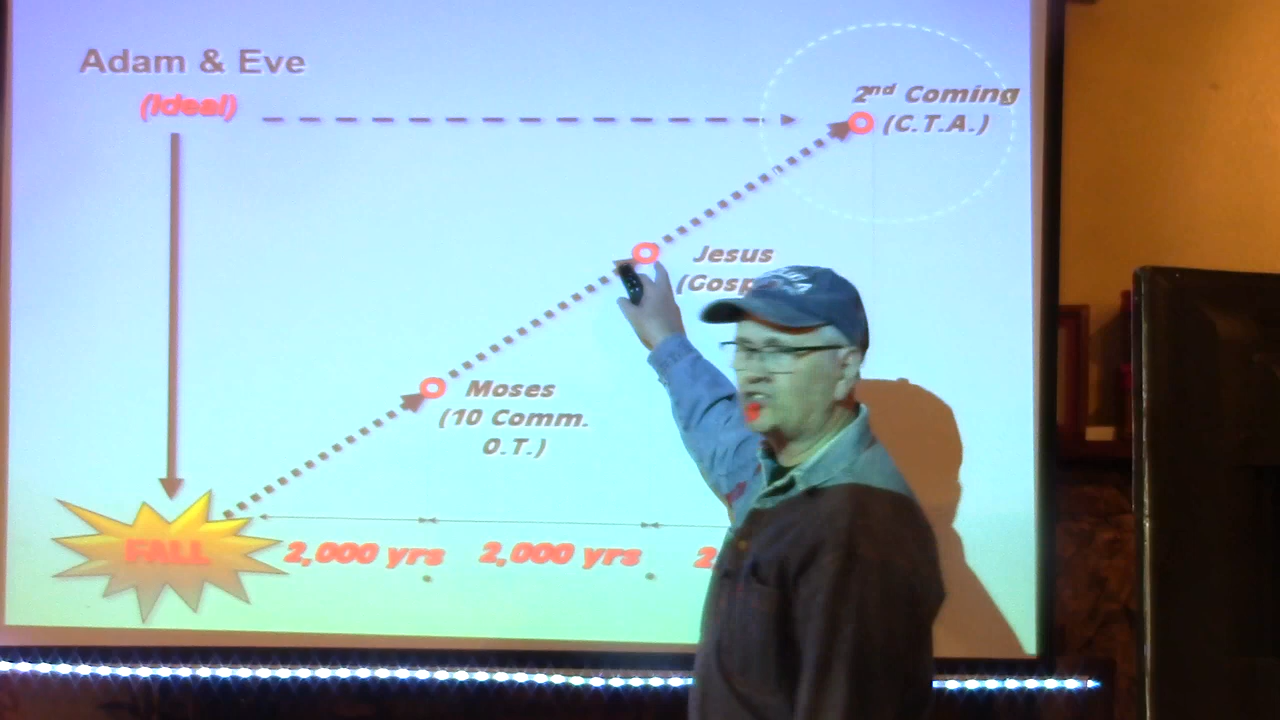 Adam & Eve
(Ideal)
2nd Coming
(C.T.A.)
Jesus
Moses
(10 Comm.
O.T.)
FALL
2,000 yrs
2,000 yrs